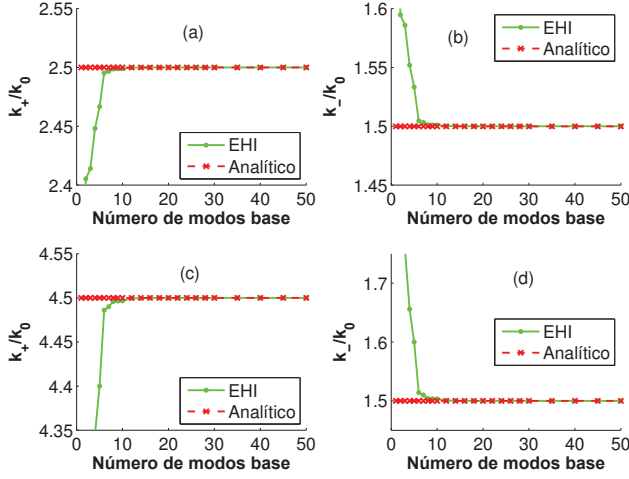 2.55
2.5
2.45
2.4
k+/k0
(a)
EHI
Analítico
0 10 20 30 40 50
Número de modos base
1.6
1.55
1.5
1.45
k−/k0
(b)
EHI
Analítico
0 10 20 30 40 50
Número de modos base
4.55
4.5
4.45
4.4
4.35
k+/k0
(c)
EHI
Analítico
0 10 20 30 40 50
Número de modos base
1.7
1.6
1.5
k−/k0
(d)
EHI
Analítico
0 10 20 30 40 50
Número de modos base